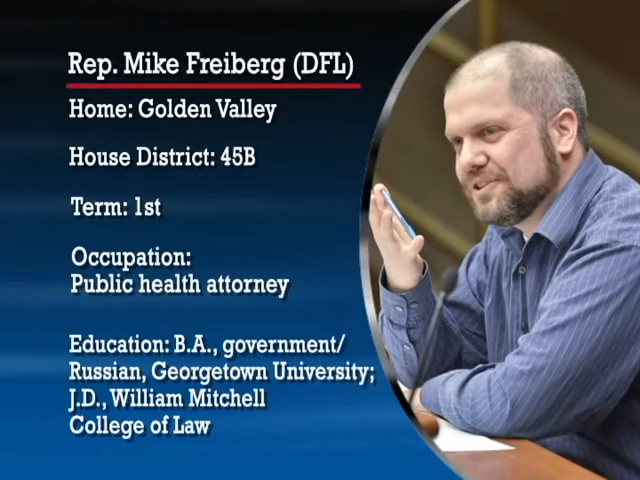 Rep. Mike Freiberg (DFL)
Home: Golden Valley
House District: 45B
Term: 1st
Occupation:
Public health attorney
Education: B.A., government/
Russian, Georgetown University;
J.D., William Mitchell
College of Law